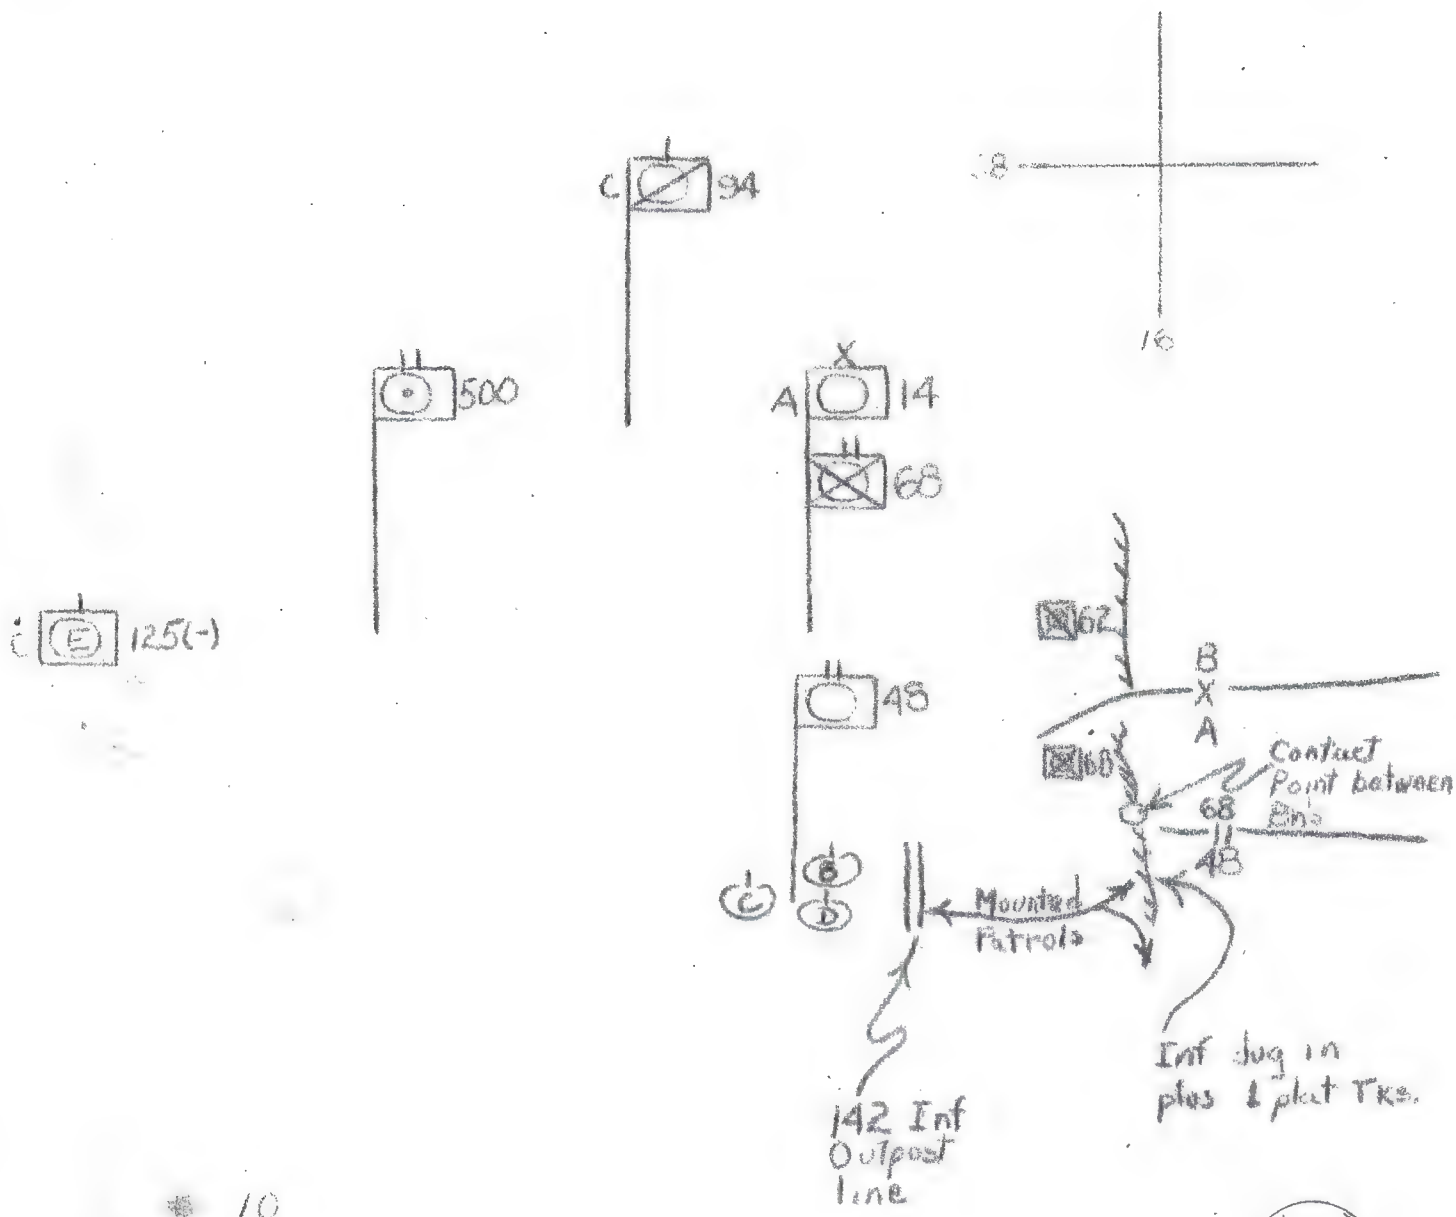 C 94
16
500
X
A 14
68
E 125(-)
62
48
B
X
A
68
Contact
Point between
Bn's
68
48
B
C
D
Mounted
Patrols
Inf dug in
plus 1 plat Tks.
142 Inf
Outpost
line
10